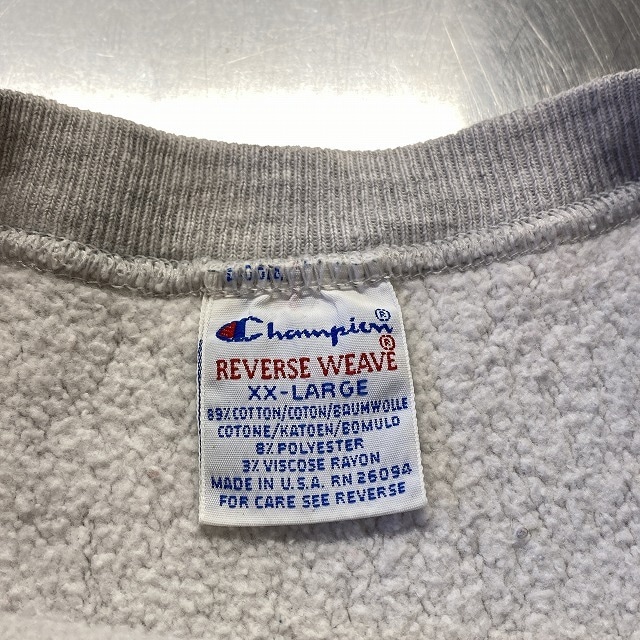 Champion®
REVERSE WEAVE®
XX-LARGE
89% COTTON/COTON/BAUMWOLLE
COTONE/KATOEN/BOMULD
8% POLYESTER
3% VISCOSE RAYON
MADE IN U.S.A. RN 26094
FOR CARE SEE REVERSE